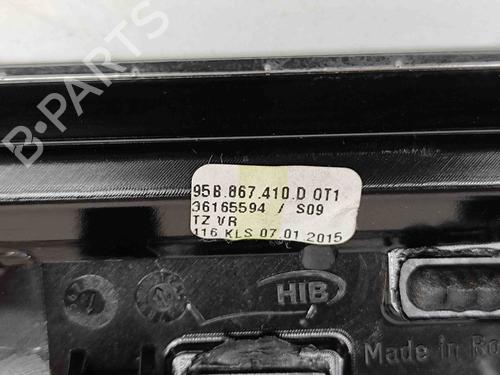 B-PARTS
95B.867.410.D 0T1
36165594 / S09
TZ VR
116 KLS 07.01 2015
HIB
Made in Ro